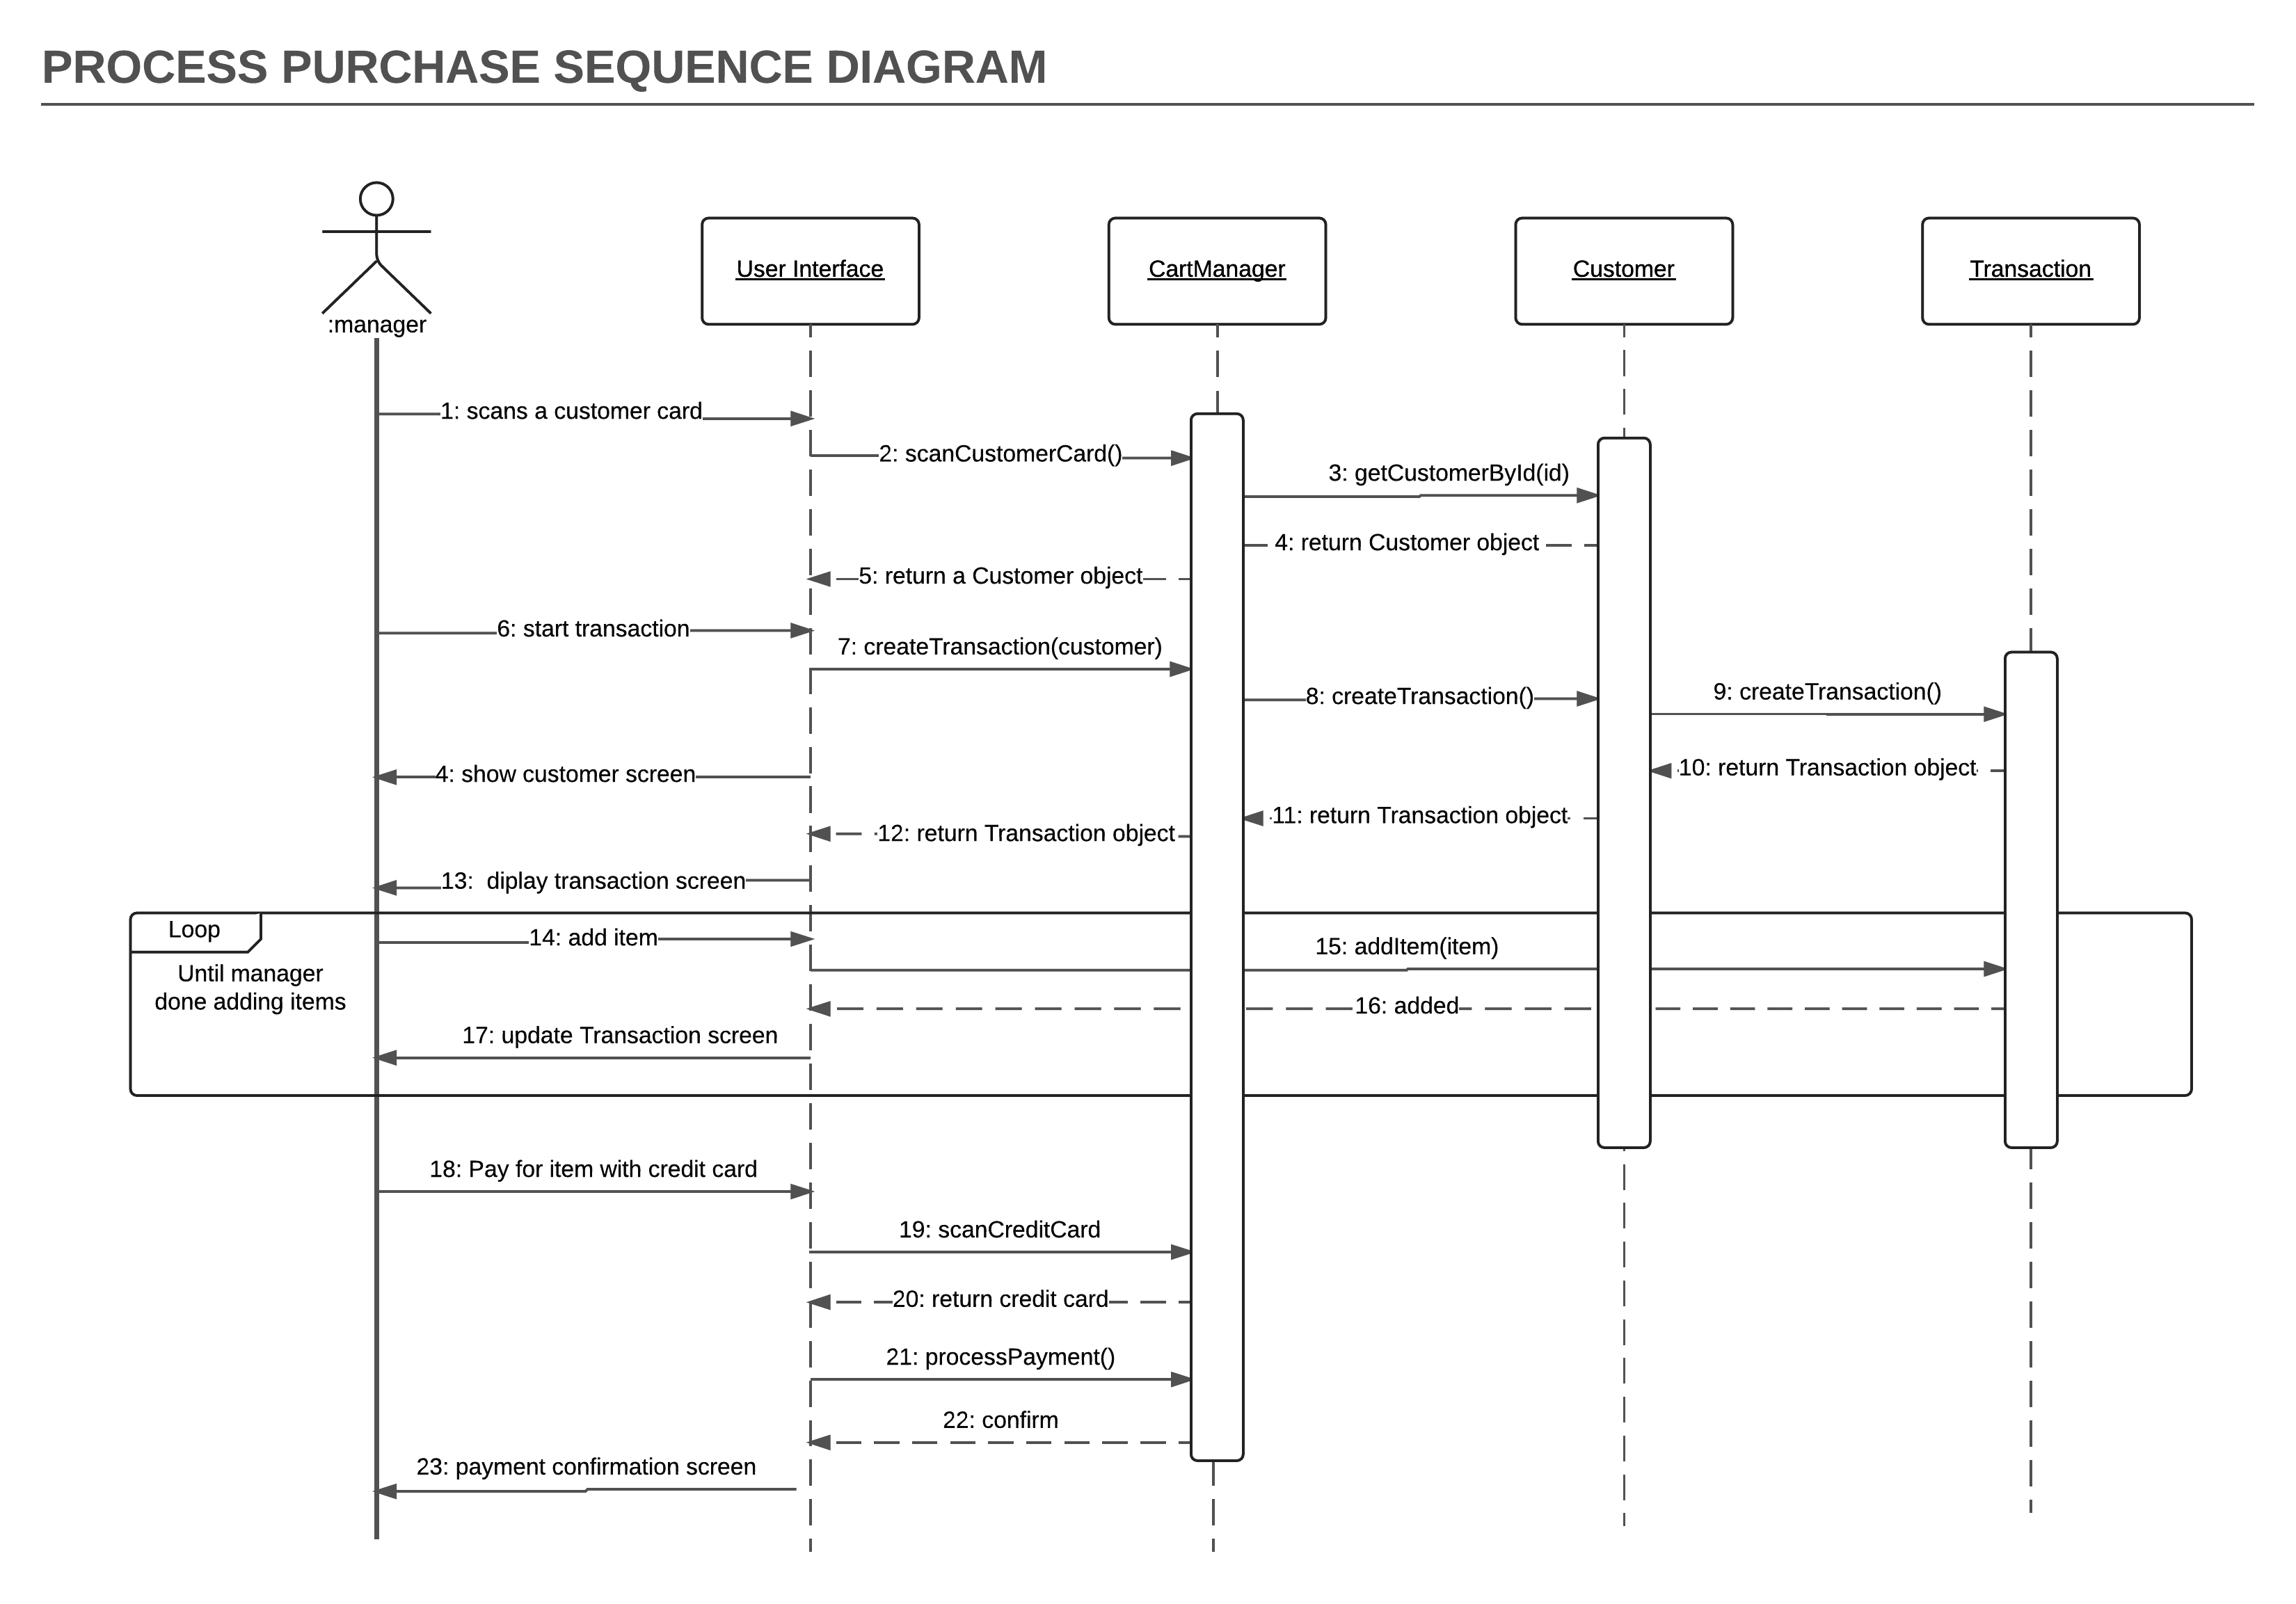 PROCESS PURCHASE SEQUENCE DIAGRAM
:manager
User Interface
CartManager
Customer
Transaction
1: scans a customer card
2: scanCustomerCard()
3: getCustomerById(id)
4: return Customer object
5: return a Customer object
6: start transaction
7: createTransaction(customer)
8: createTransaction()
9: createTransaction()
4: show customer screen
10: return Transaction object
11: return Transaction object
12: return Transaction object
13:  diplay transaction screen
Loop
Until manager
done adding items
14: add item
15: addItem(item)
16: added
17: update Transaction screen
18: Pay for item with credit card
19: scanCreditCard
20: return credit card
21: processPayment()
22: confirm
23: payment confirmation screen